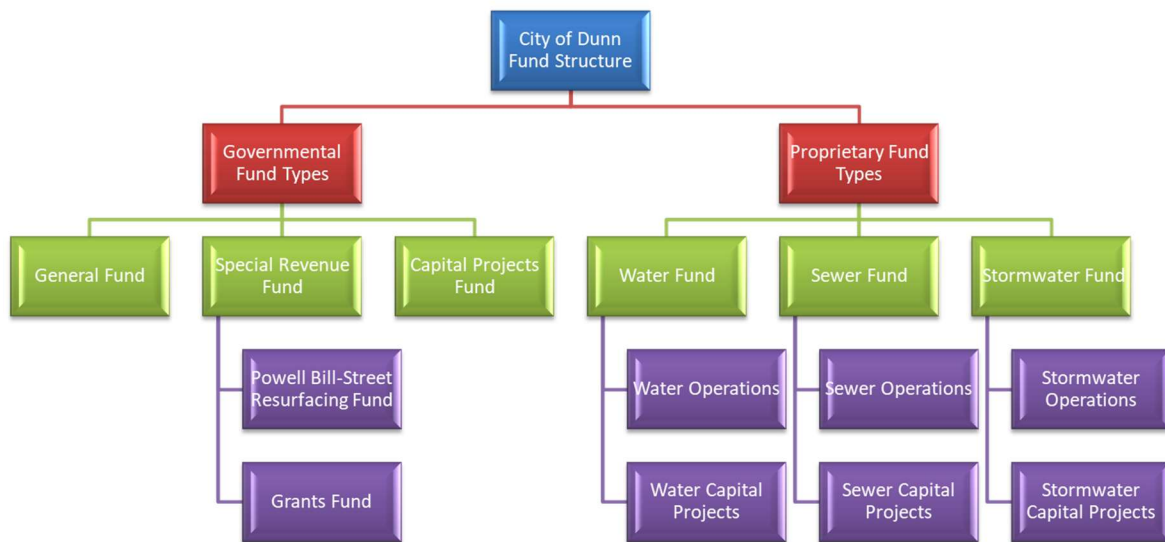 City of Dunn
Fund Structure
Governmental
Fund Types
Proprietary Fund
Types
General Fund
Special Revenue
Fund
Capital Projects
Fund
Water Fund
Sewer Fund
Stormwater Fund
Powell Bill-Street
Resurfacing Fund
Water Operations
Sewer Operations
Stormwater
Operations
Grants Fund
Water Capital
Projects
Sewer Capital
Projects
Stormwater
Capital Projects